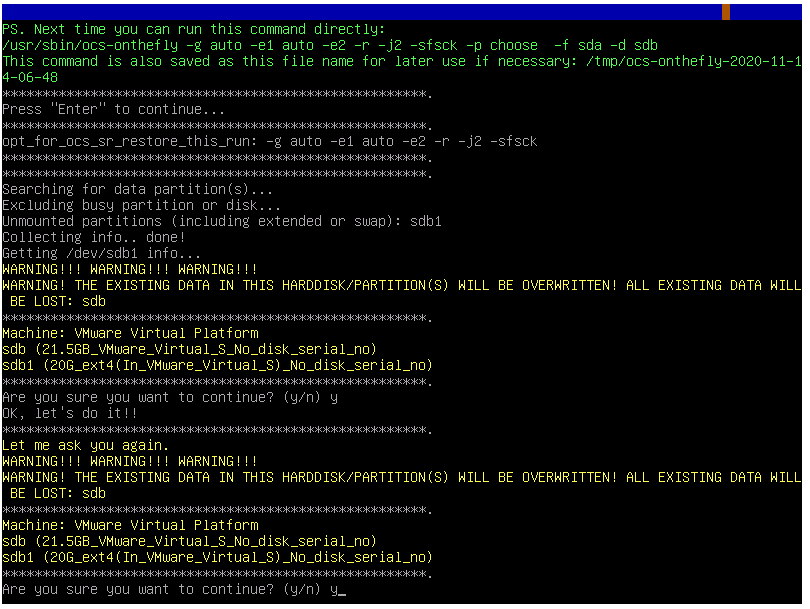 PS. Next time you can run this command directly:
/usr/sbin/ocs-onthefly -g auto -e1 auto -e2 -r -j2 -sfsck -p choose  -f sda -d sdb
This command is also saved as this file name for later use if necessary: /tmp/ocs-onthefly-2020-11-1
4-06-48
*****************************************************.
Press "Enter" to continue...
*****************************************************.
opt_for_ocs_sr_restore_this_run: -g auto -e1 auto -e2 -r -j2 -sfsck
*****************************************************.
*****************************************************.
Searching for data partition(s)...
Excluding busy partition or disk...
Unmounted partitions (including extended or swap): sdb1
Collecting info.. done!
Getting /dev/sdb1 info...
WARNING!!! WARNING!!! WARNING!!!
WARNING! THE EXISTING DATA IN THIS HARDDISK/PARTITION(S) WILL BE OVERWRITTEN! ALL EXISTING DATA WILL
 BE LOST: sdb
*****************************************************.
Machine: VMware Virtual Platform
sdb (21.5GB_VMware_Virtual_S_No_disk_serial_no)
sdb1 (20G_ext4(In_VMware_Virtual_S)_No_disk_serial_no)
*****************************************************.
Are you sure you want to continue? (y/n) y
OK, let's do it!!
*****************************************************.
Let me ask you again.
WARNING!!! WARNING!!! WARNING!!!
WARNING! THE EXISTING DATA IN THIS HARDDISK/PARTITION(S) WILL BE OVERWRITTEN! ALL EXISTING DATA WILL
 BE LOST: sdb
*****************************************************.
Machine: VMware Virtual Platform
sdb (21.5GB_VMware_Virtual_S_No_disk_serial_no)
sdb1 (20G_ext4(In_VMware_Virtual_S)_No_disk_serial_no)
*****************************************************.
Are you sure you want to continue? (y/n) y_